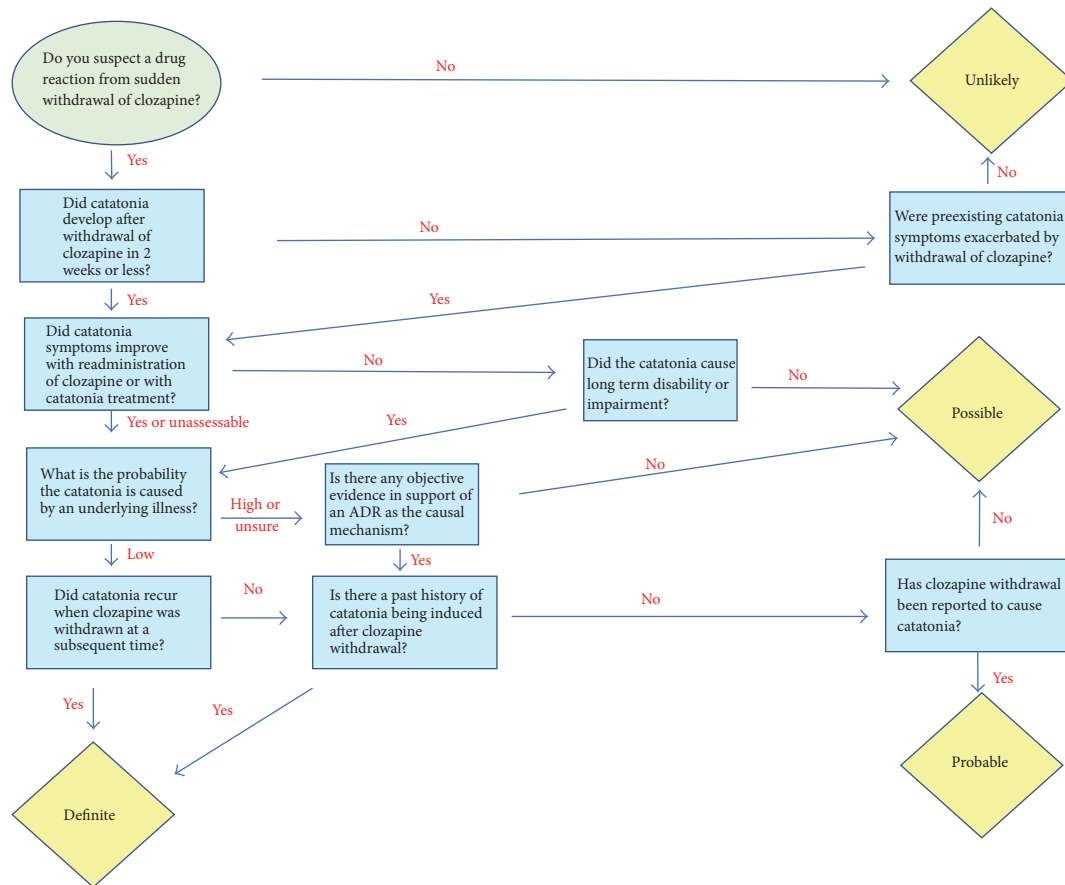 Do you suspect a drug
reaction from sudden
withdrawal of clozapine?
No
Unlikely
Yes
No
Did catatonia
develop after
withdrawal of
clozapine in 2
weeks or less?
No
Were preexisting catatonia
symptoms exacerbated by
withdrawal of clozapine?
Yes
Yes
Did catatonia
symptoms improve
with readministration
of clozapine or with
catatonia treatment?
No
Did the catatonia cause
long term disability or
impairment?
No
Possible
Yes or unassessable
Yes
What is the probability
the catatonia is caused
by an underlying illness?
High or
unsure
Is there any objective
evidence in support of
an ADR as the causal
mechanism?
No
No
Low
Yes
Did catatonia recur
when clozapine was
withdrawn at a
subsequent time?
No
Is there a past history of
catatonia being induced
after clozapine
withdrawal?
No
Has clozapine withdrawal
been reported to cause
catatonia?
Yes
Yes
Yes
Definite
Probable